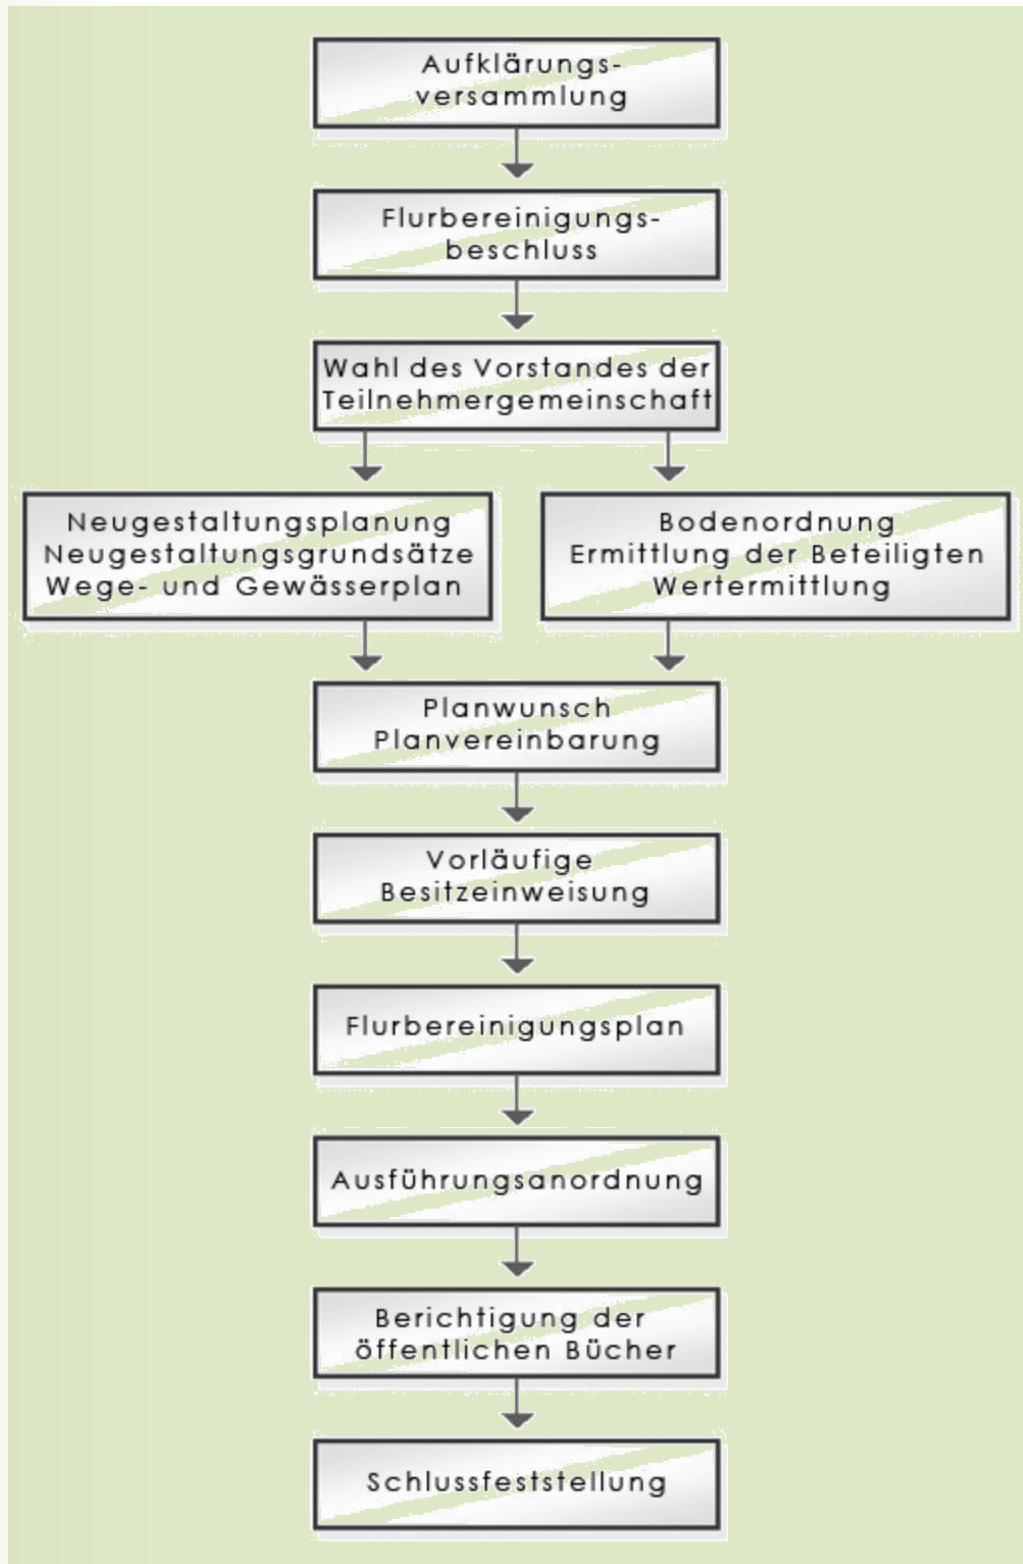 Aufklärungs-
versammlung
Flurbereinigungs-
beschluss
Wahl des Vorstandes der
Teilnehmergemeinschaft
Neugestaltungsplanung
Neugestaltungsgrundsätze
Wege- und Gewässerplan
Bodenordnung
Ermittlung der Beteiligten
Wertermittlung
Planwunsch
Planvereinbarung
Vorläufige
Besitzeinweisung
Flurbereinigungsplan
Ausführungsanordnung
Berichtigung der
öffentlichen Bücher
Schlussfeststellung